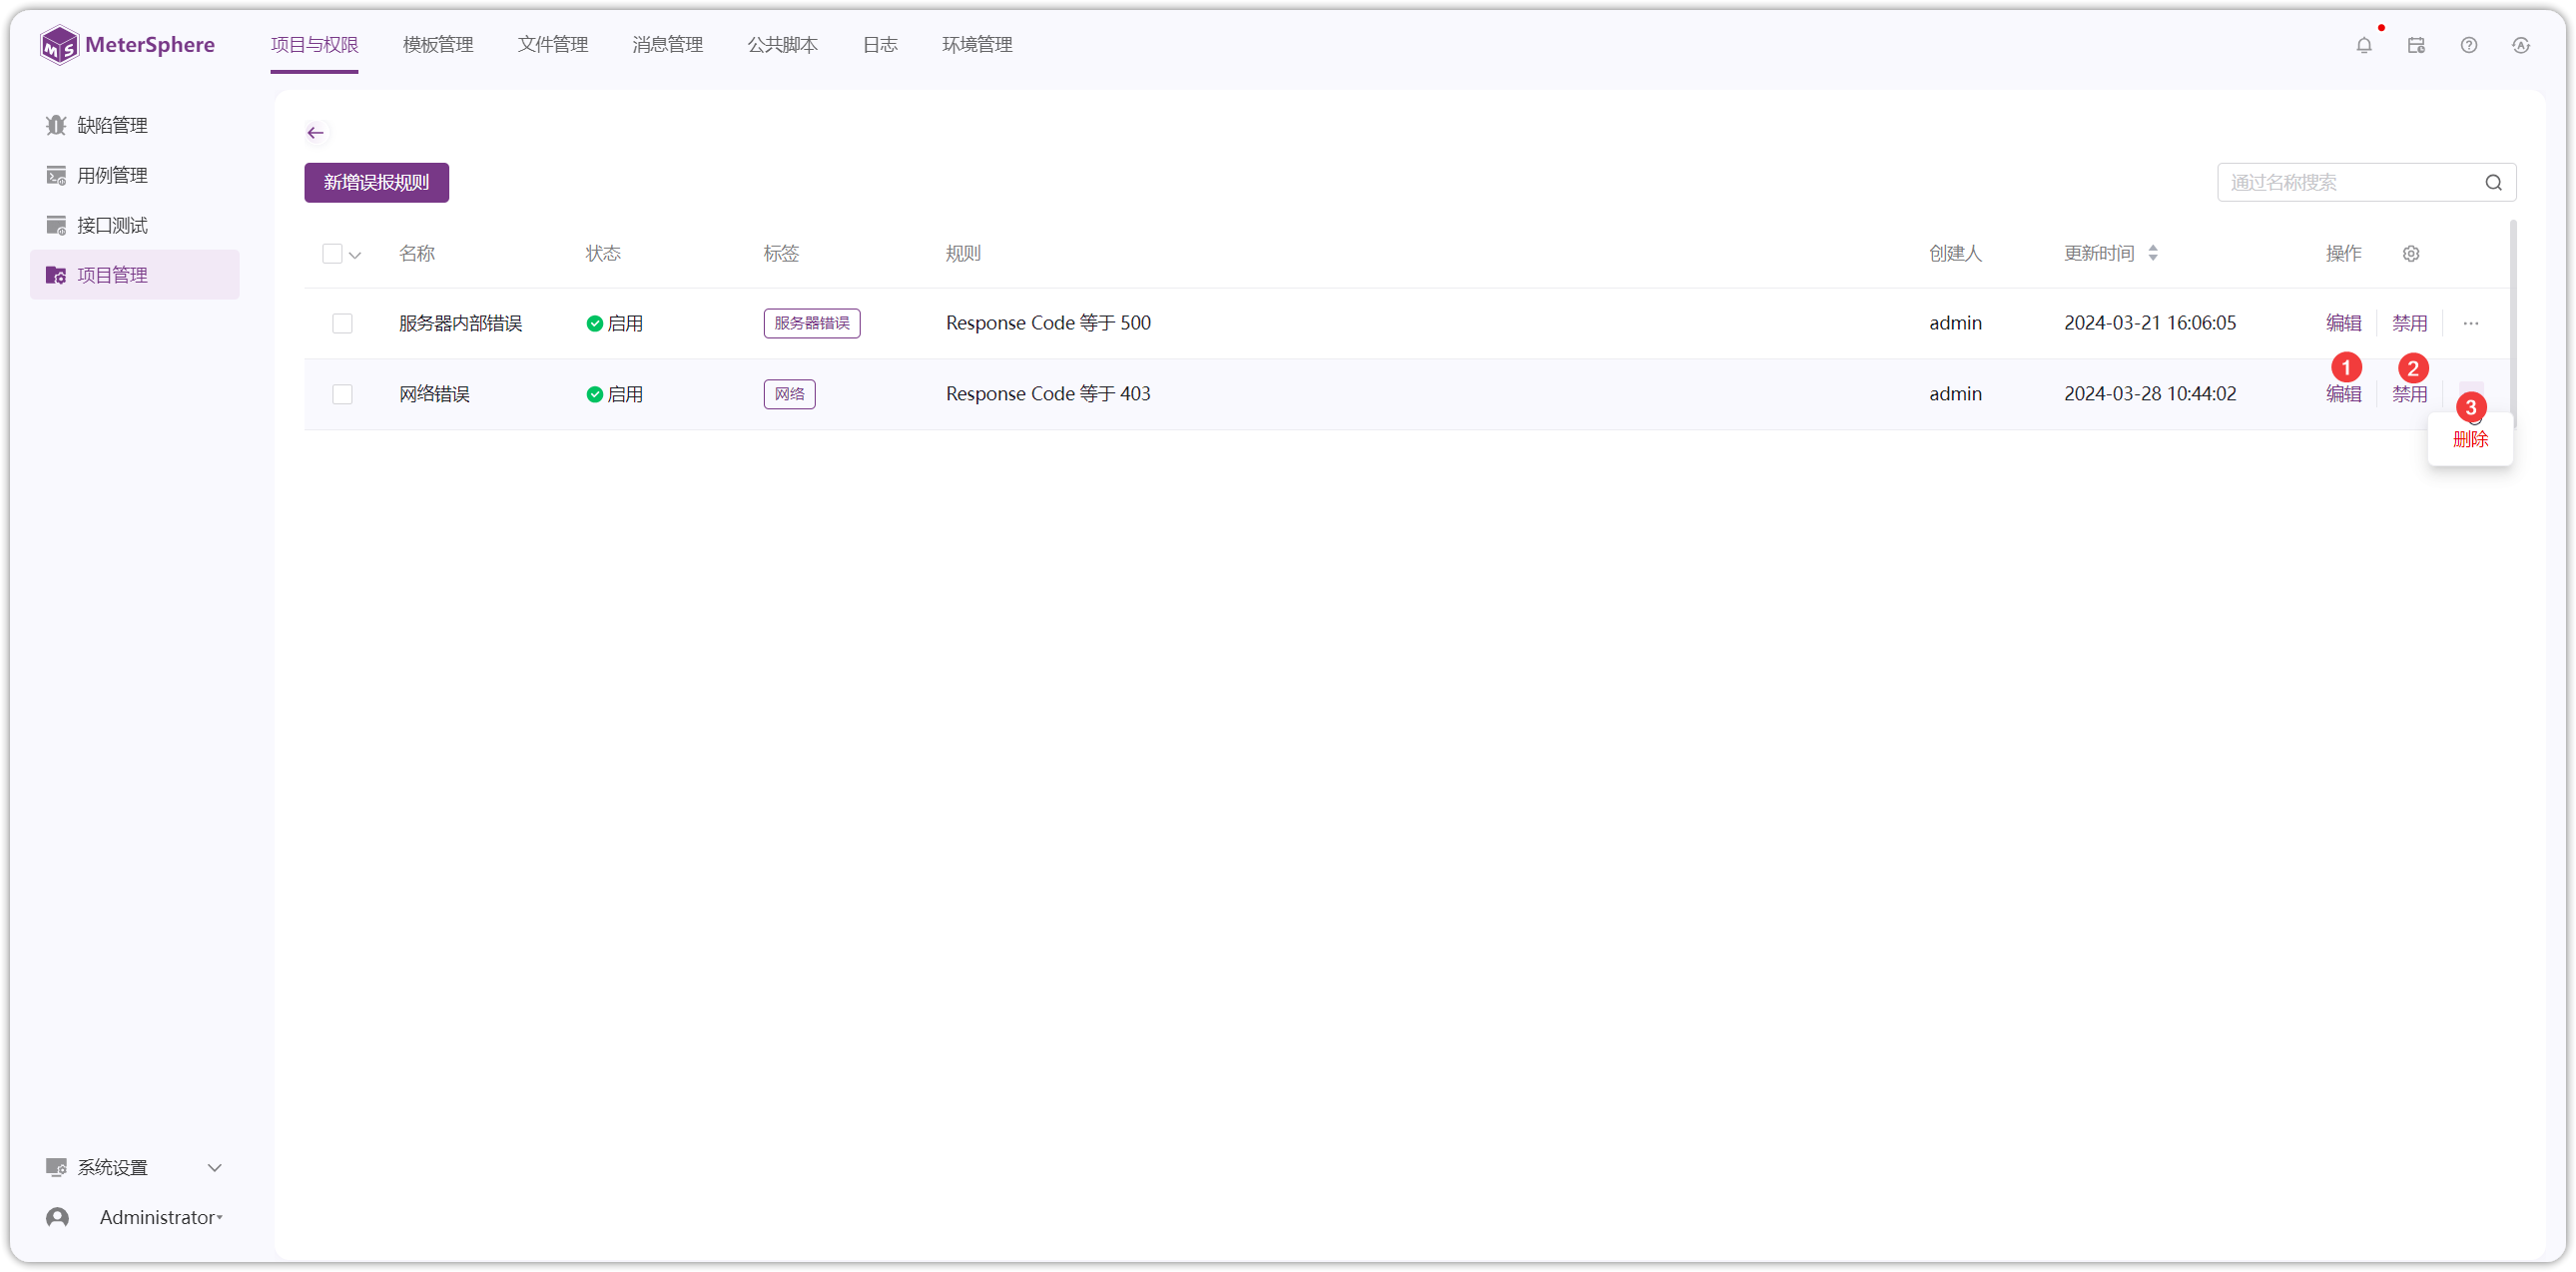 MeterSphere 项目与权限 模板管理 文件管理 消息管理 公共脚本 日志 环境管理
缺陷管理
用例管理
接口测试
项目管理
新增误报规则 通过名称搜索
名称 状态 标签 规则 创建人 更新时间 操作
服务器内部错误 启用 服务器错误 Response Code 等于 500 admin 2024-03-21 16:06:05 编辑 禁用 ...
1 2
网络错误 启用 网络 Response Code 等于 403 admin 2024-03-28 10:44:02 编辑 禁用
3
删除
系统设置
Administrator